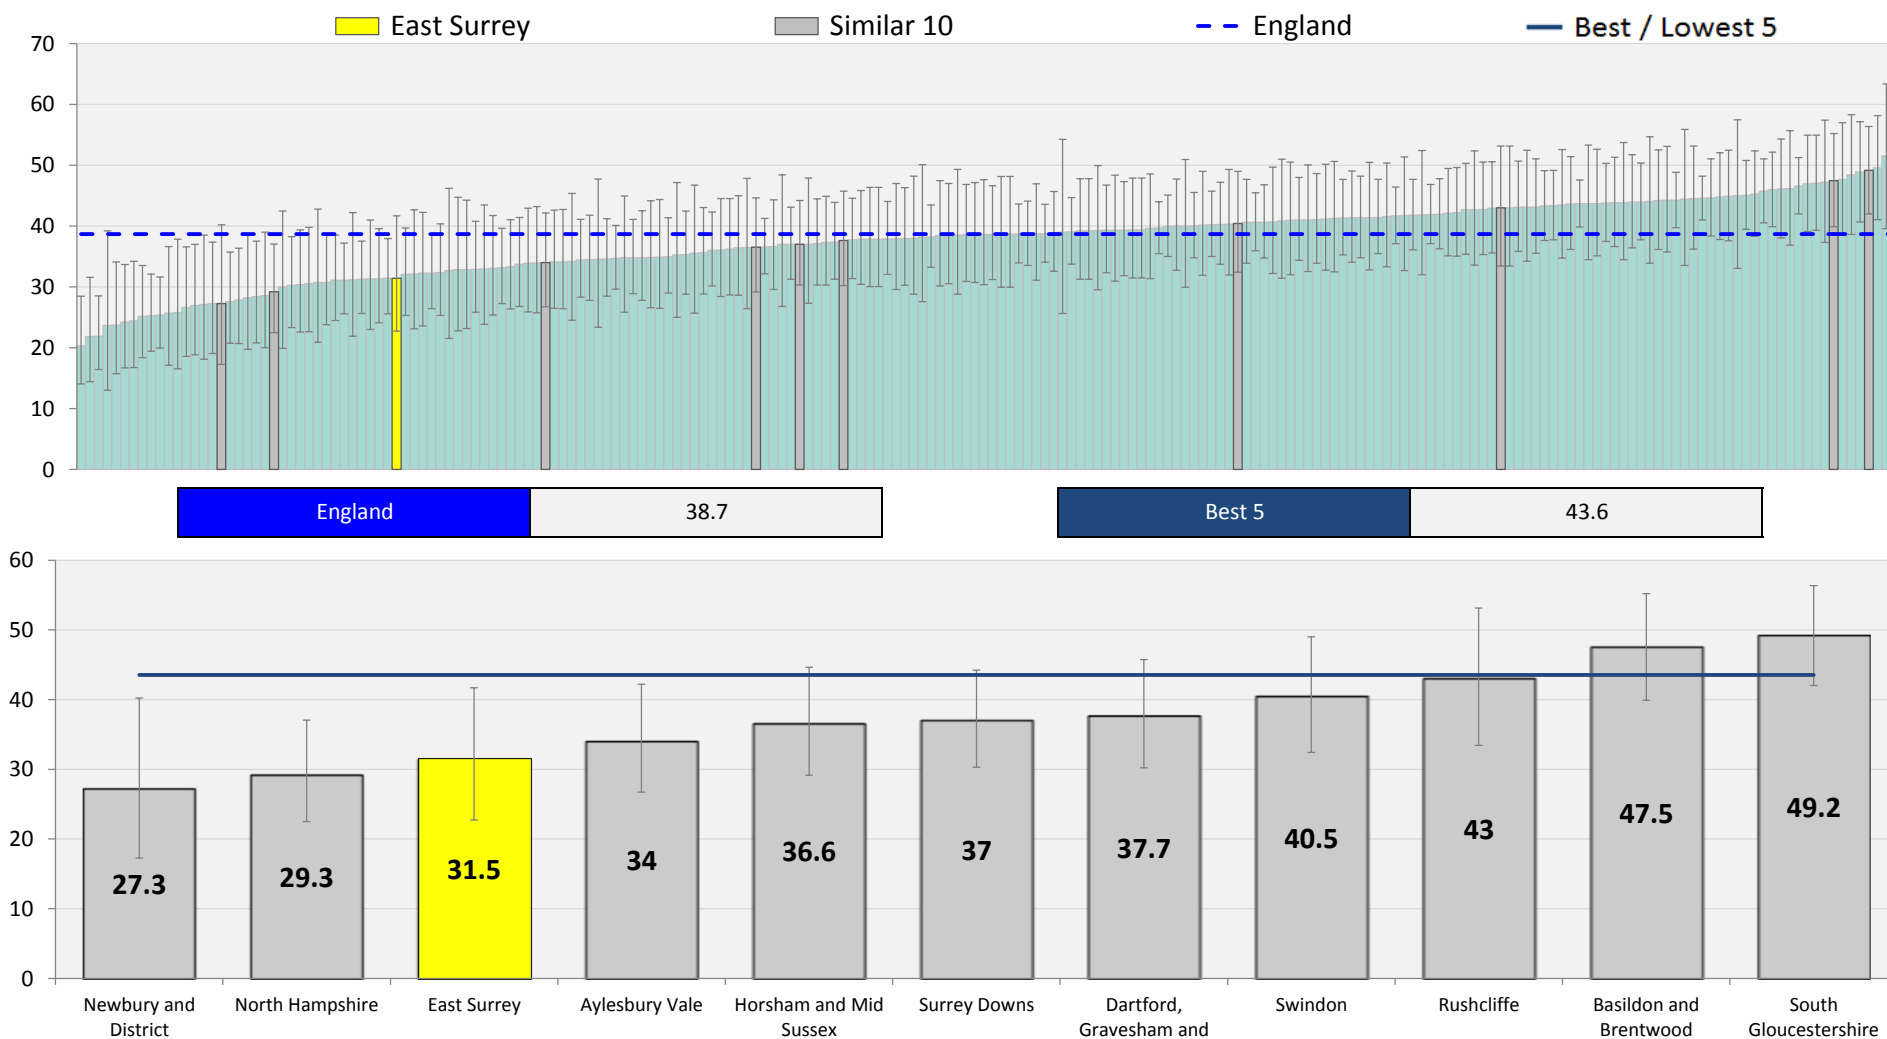 East Surrey
Similar 10
England
Best / Lowest 5
70
60
50
40
30
20
10
0
England
38.7
Best 5
43.6
60
50
40
30
20
10
0
27.3
29.3
31.5
34
36.6
37
37.7
40.5
43
47.5
49.2
Newbury and
District
North Hampshire
East Surrey
Aylesbury Vale
Horsham and Mid
Sussex
Surrey Downs
Dartford,
Gravesham and
Swindon
Rushcliffe
Basildon and
Brentwood
South
Gloucestershire